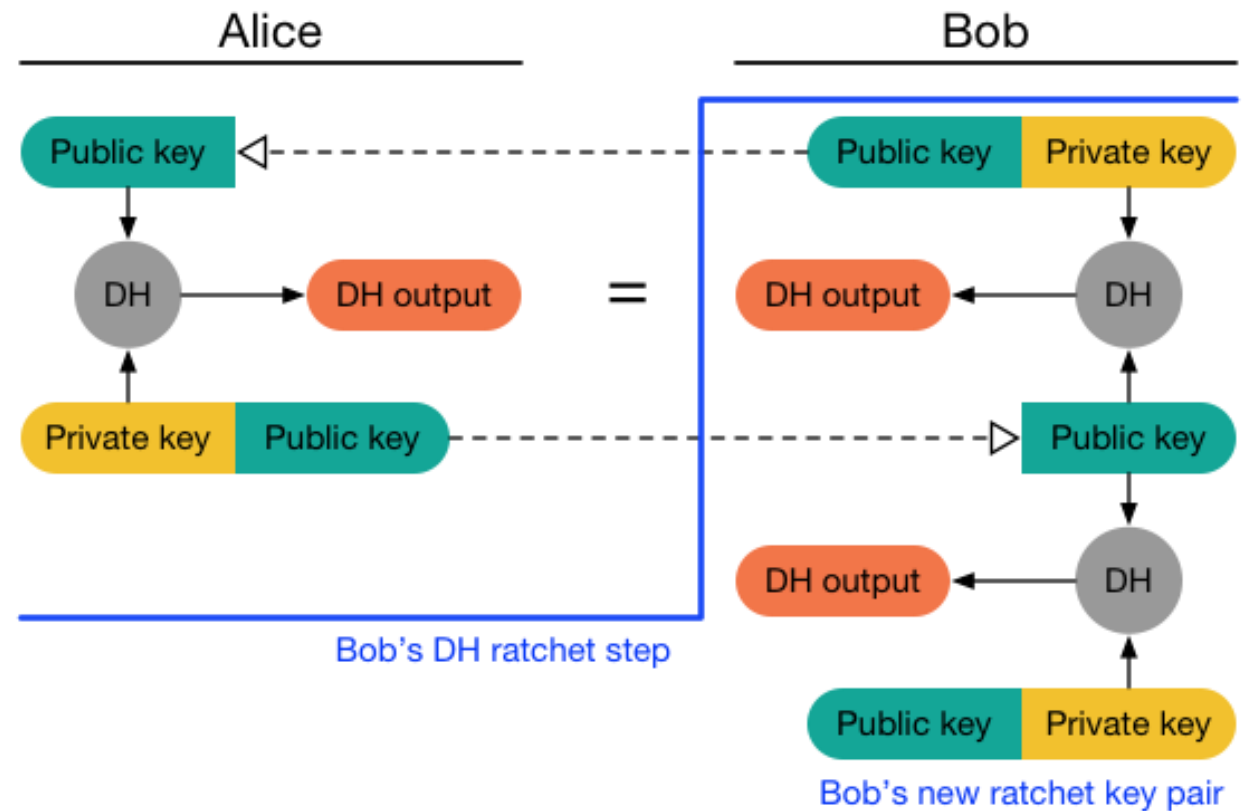 Alice
Bob
Public key
Public key
Private key
DH
DH output
=
DH output
DH
Private key
Public key
Public key
DH output
DH
Bob's DH ratchet step
Public key
Private key
Bob's new ratchet key pair